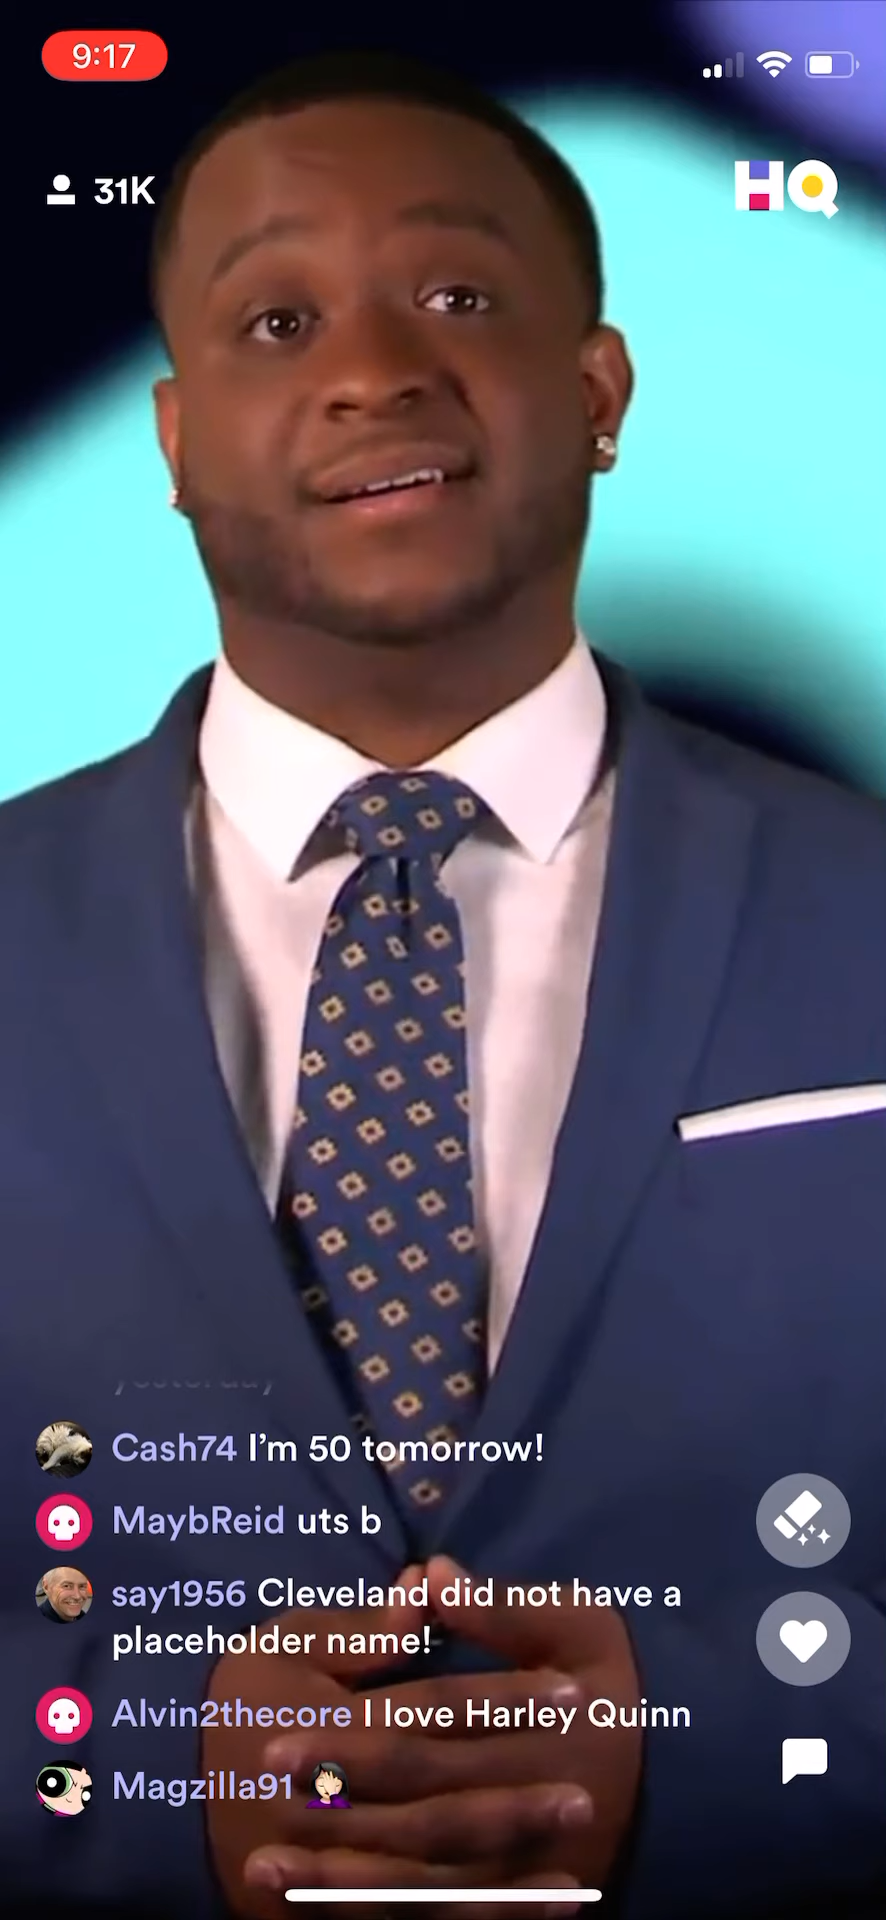 9:17
31K
HQ
yesterday
Cash74 I'm 50 tomorrow!
MaybReid uts b
say1956 Cleveland did not have a
placeholder name!
Alvin2thecore I love Harley Quinn
Magzilla91 🤦🏻‍♀️